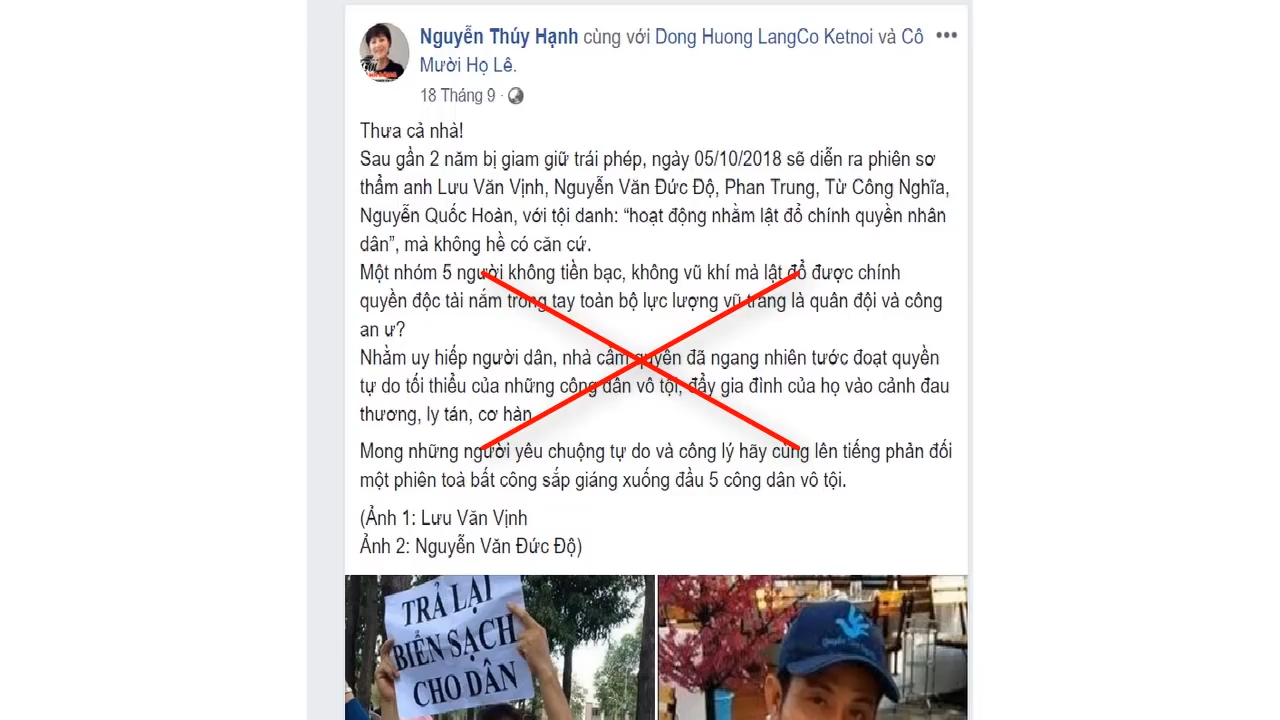 Nguyễn Thúy Hạnh cùng với Dong Huong LangCo Ketnoi và Cô
Mười Họ Lê.
18 Tháng 9 ·
Thưa cả nhà!
Sau gần 2 năm bị giam giữ trái phép, ngày 05/10/2018 sẽ diễn ra phiên sơ
thẩm anh Lưu Văn Vịnh, Nguyễn Văn Đức Độ, Phan Trung, Từ Công Nghĩa,
Nguyễn Quốc Hoàn, với tội danh: “hoạt động nhằm lật đổ chính quyền nhân
dân”, mà không hề có căn cứ.
Một nhóm 5 người không tiền bạc, không vũ khí mà lật đổ được chính
quyền độc tài nắm trong tay toàn bộ lực lượng vũ trang là quân đội và công
an ư?
Nhằm uy hiếp người dân, nhà cầm quyền đã ngang nhiên tước đoạt quyền
tự do tối thiểu của những công dân vô tội, đẩy gia đình của họ vào cảnh đau
thương, ly tán, cơ hàn.
Mong những người yêu chuộng tự do và công lý hãy cùng lên tiếng phản đối
một phiên toà bất công sắp giáng xuống đầu 5 công dân vô tội.
(Ảnh 1: Lưu Văn Vịnh
Ảnh 2: Nguyễn Văn Đức Độ)
TRẢ LẠI
BIỂN SẠCH
CHO DÂN